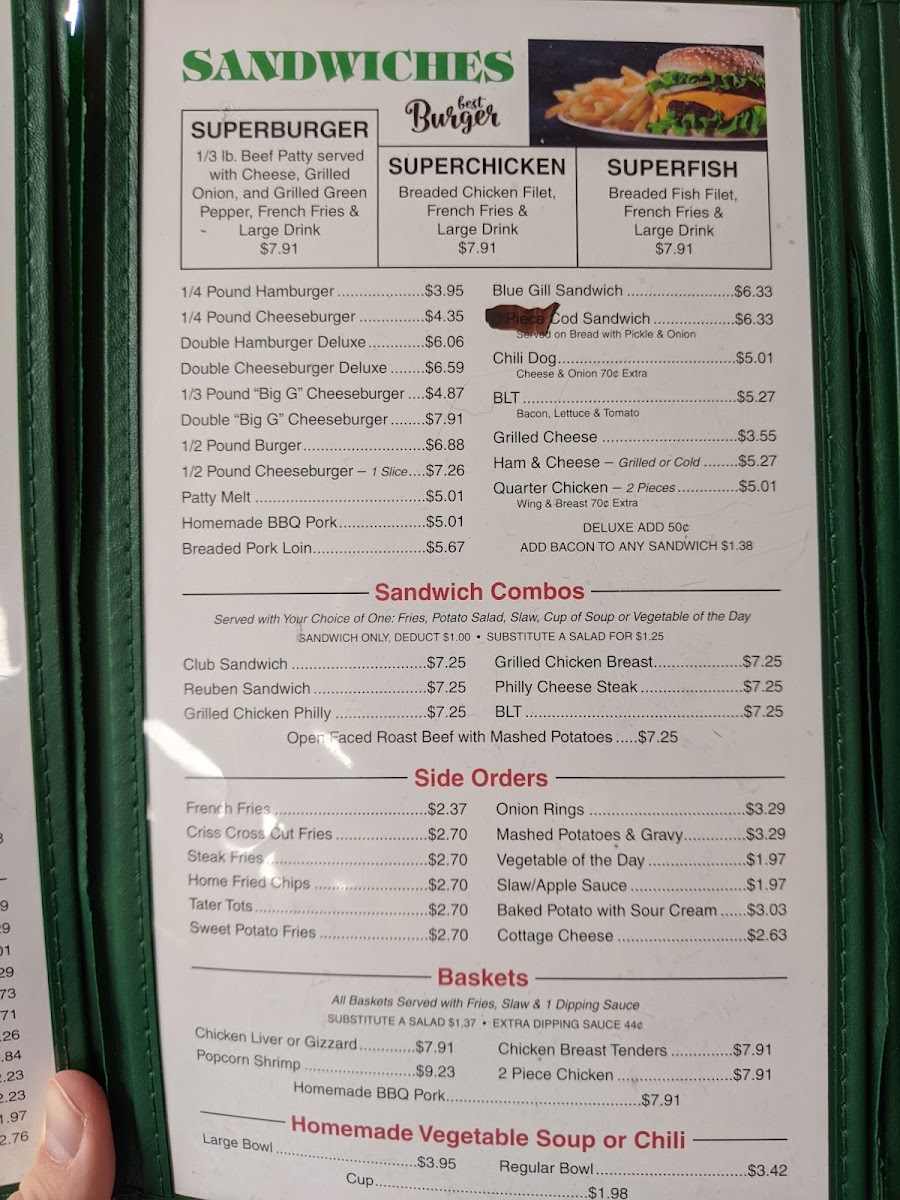 SANDWICHES
best
Burger
SUPERBURGER
1/3 lb. Beef Patty served
with Cheese, Grilled
Onion, and Grilled Green
Pepper, French Fries &
Large Drink
$7.91
SUPERCHICKEN
Breaded Chicken Filet,
French Fries &
Large Drink
$7.91
SUPERFISH
Breaded Fish Filet,
French Fries &
Large Drink
$7.91
1/4 Pound Hamburger $3.95
1/4 Pound Cheeseburger $4.35
Double Hamburger Deluxe $6.06
Double Cheeseburger Deluxe $6.59
1/3 Pound “Big G” Cheeseburger $4.87
Double “Big G” Cheeseburger $7.91
1/2 Pound Burger $6.88
1/2 Pound Cheeseburger – 1 Slice $7.26
Patty Melt $5.01
Homemade BBQ Pork $5.01
Breaded Pork Loin $5.67
Blue Gill Sandwich $6.33
Piece Cod Sandwich $6.33
Served on Bread with Pickle & Onion
Chili Dog $5.01
Cheese & Onion 70¢ Extra
BLT $5.27
Bacon, Lettuce & Tomato
Grilled Cheese $3.55
Ham & Cheese – Grilled or Cold $5.27
Quarter Chicken – 2 Pieces $5.01
Wing & Breast 70¢ Extra
DELUXE ADD 50¢
ADD BACON TO ANY SANDWICH $1.38
Sandwich Combos
Served with Your Choice of One: Fries, Potato Salad, Slaw, Cup of Soup or Vegetable of the Day
SANDWICH ONLY, DEDUCT $1.00 • SUBSTITUTE A SALAD FOR $1.25
Club Sandwich $7.25
Reuben Sandwich $7.25
Grilled Chicken Philly $7.25
Grilled Chicken Breast $7.25
Philly Cheese Steak $7.25
BLT $7.25
Open Faced Roast Beef with Mashed Potatoes $7.25
Side Orders
French Fries $2.37
Criss Cross Cut Fries $2.70
Steak Fries $2.70
Home Fried Chips $2.70
Tater Tots $2.70
Sweet Potato Fries $2.70
Onion Rings $3.29
Mashed Potatoes & Gravy $3.29
Vegetable of the Day $1.97
Slaw/Apple Sauce $1.97
Baked Potato with Sour Cream $3.03
Cottage Cheese $2.63
Baskets
All Baskets Served with Fries, Slaw & 1 Dipping Sauce
SUBSTITUTE A SALAD $1.37 • EXTRA DIPPING SAUCE 44¢
Chicken Liver or Gizzard $7.91
Popcorn Shrimp $9.23
Chicken Breast Tenders $7.91
2 Piece Chicken $7.91
Homemade BBQ Pork $7.91
Homemade Vegetable Soup or Chili
Large Bowl $3.95
Regular Bowl $3.42
Cup $1.98